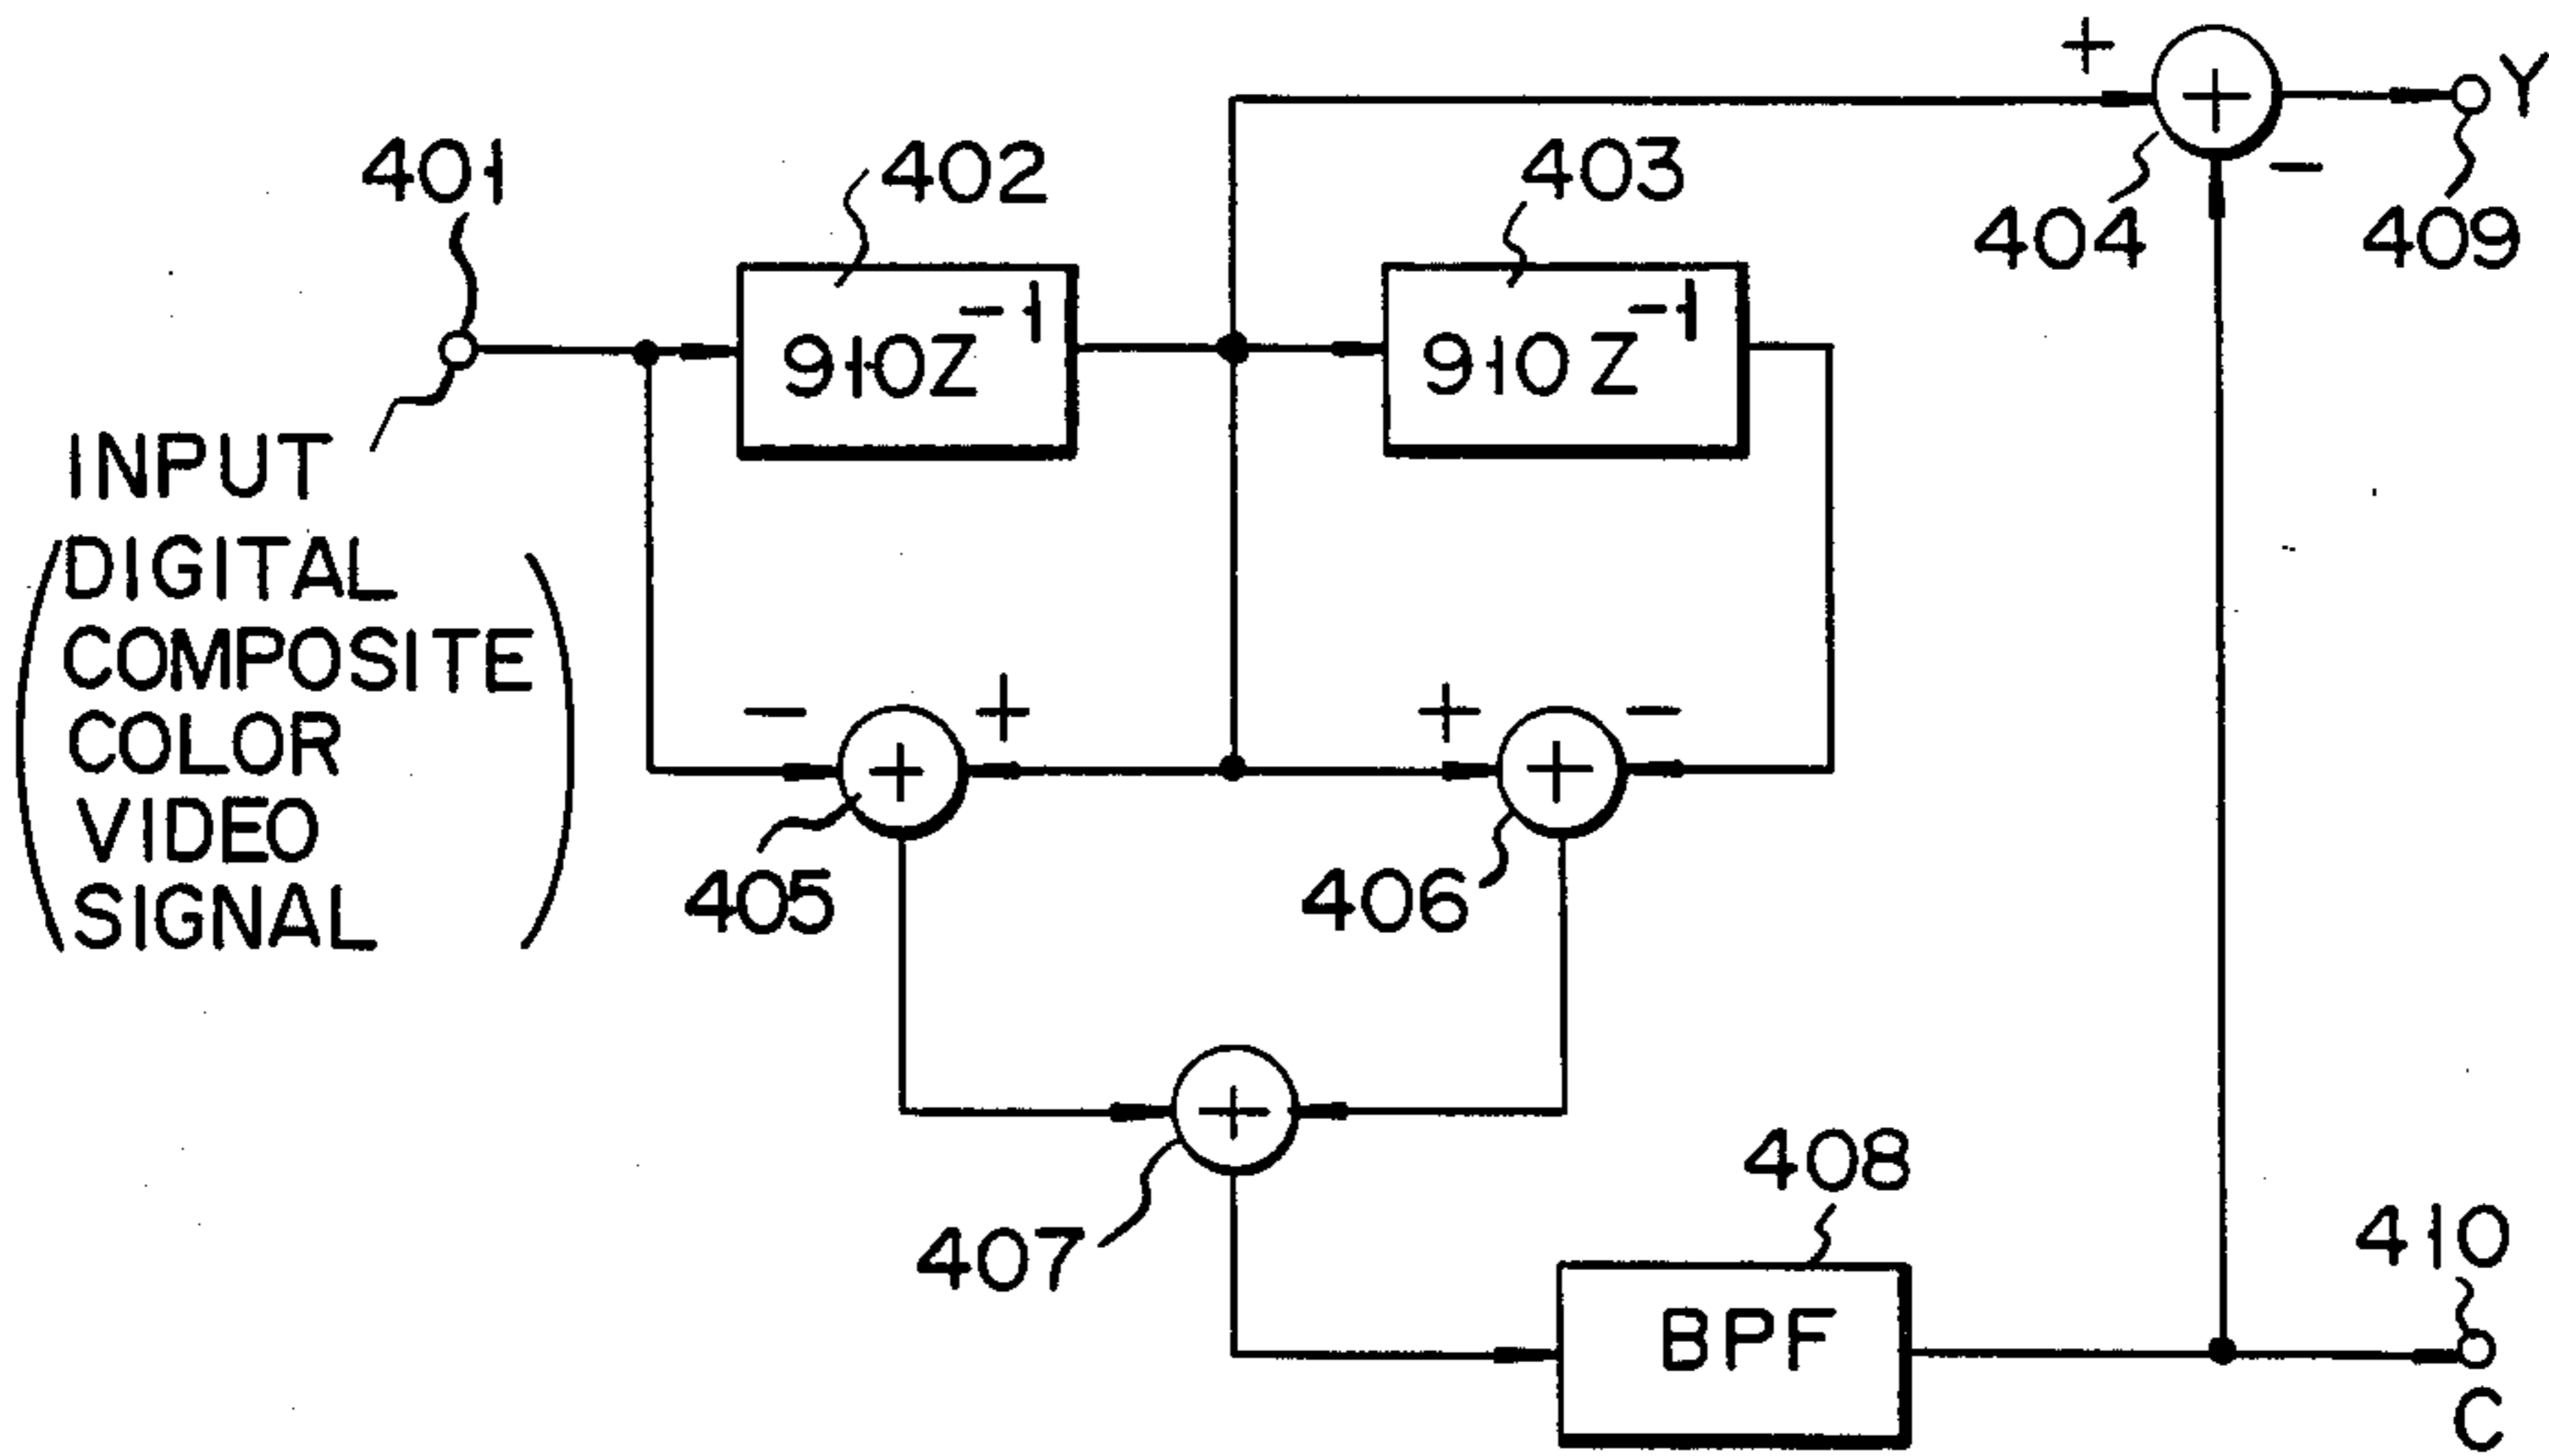 +
+
Y
401
402
403
404
-
409
910Z⁻¹
910Z⁻¹
INPUT
(DIGITAL
COMPOSITE
COLOR
VIDEO
SIGNAL)
- + +
+ + -
405
406
+
407
408
410
BPF
C